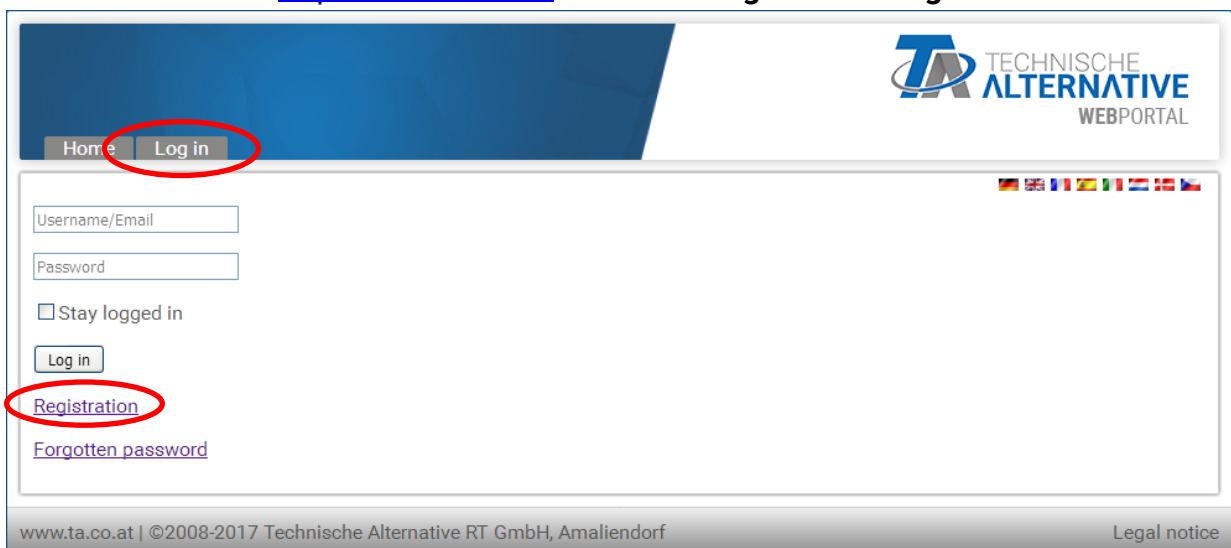 TECHNISCHE
ALTERNATIVE
WEBPORTAL
Home Log in
Username/Email
Password
Stay logged in
Log in
Registration
Forgotten password
www.ta.co.at | ©2008-2017 Technische Alternative RT GmbH, Amaliendorf Legal notice